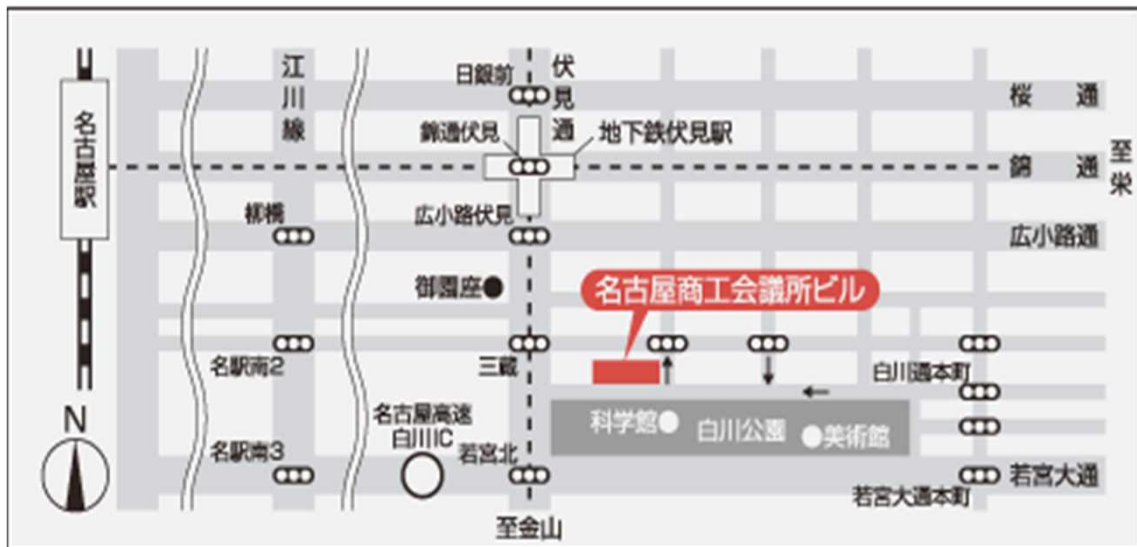 江川線
日銀前
伏見通
桜通
名古屋駅
錦通伏見
地下鉄伏見駅
至栄
錦通
柳橋
広小路伏見
広小路通
御園座
名古屋商工会議所ビル
名駅南2
三蔵
白川通本町
N
名古屋高速
白川IC
科学館
白川公園
美術館
名駅南3
若宮北
若宮大通
若宮大通本町
至金山